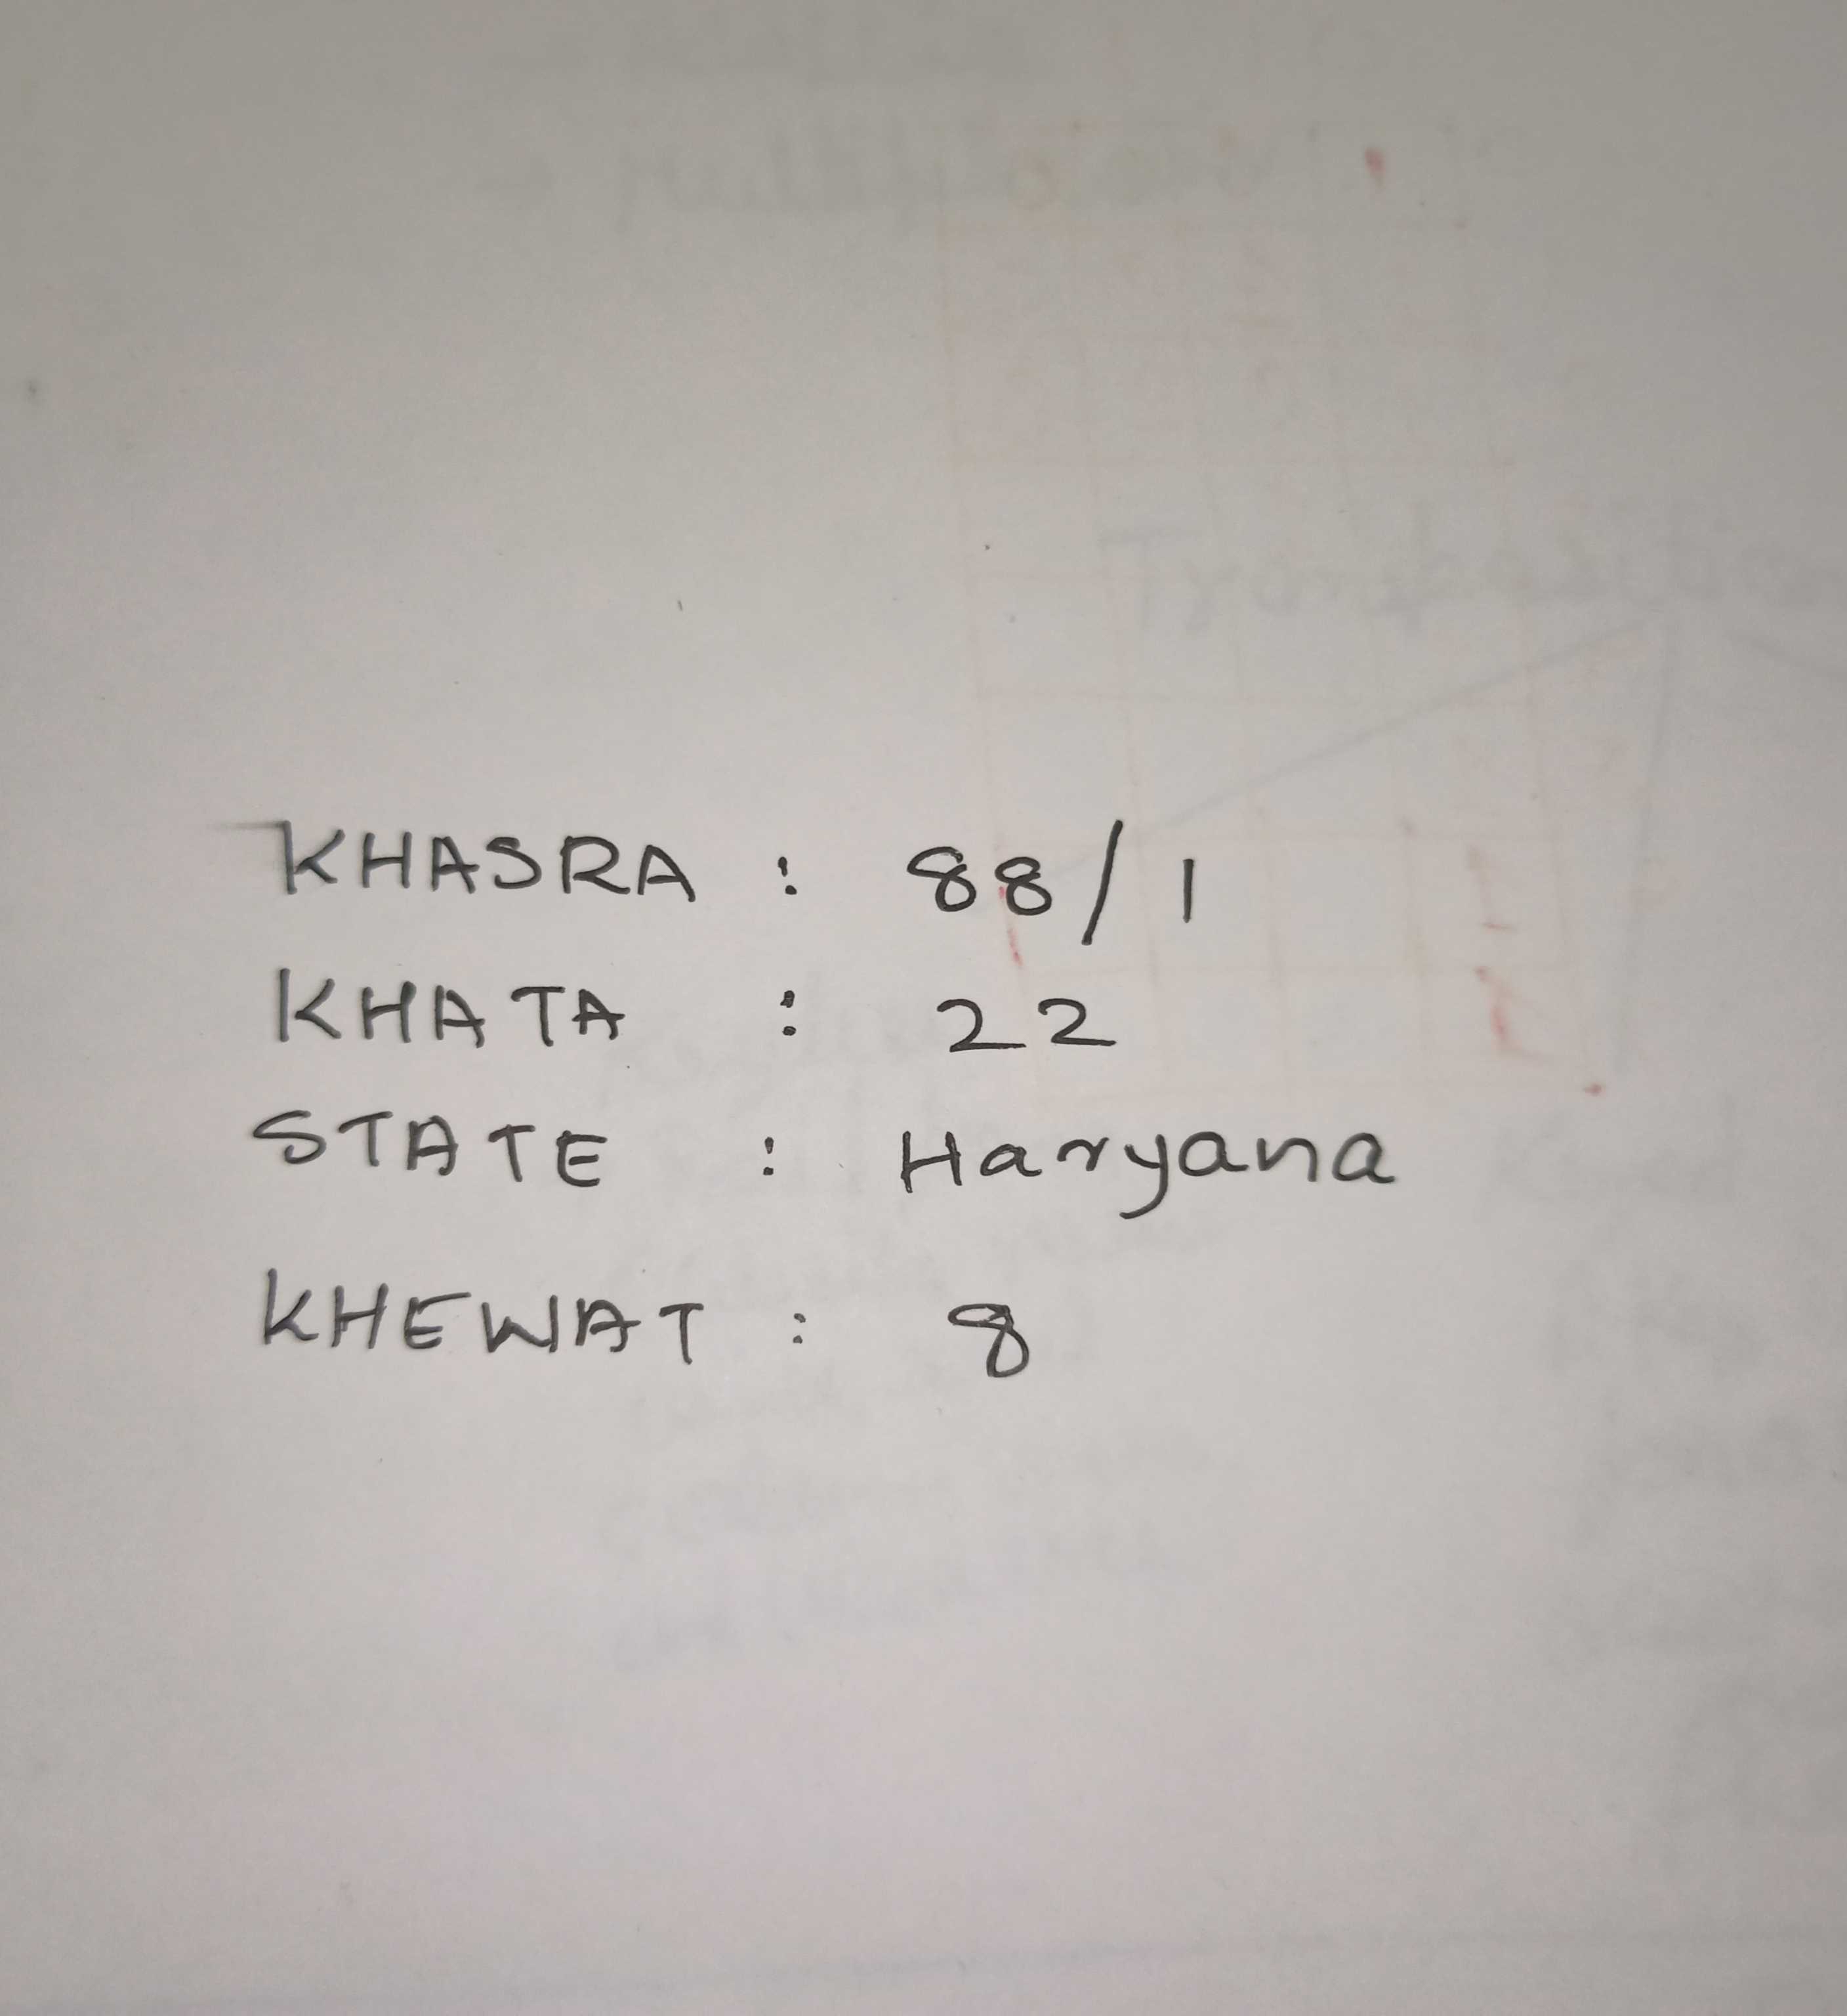 KHASRA : 88/1
KHATA : 22
STATE : Haryana
KHEWAT : 8